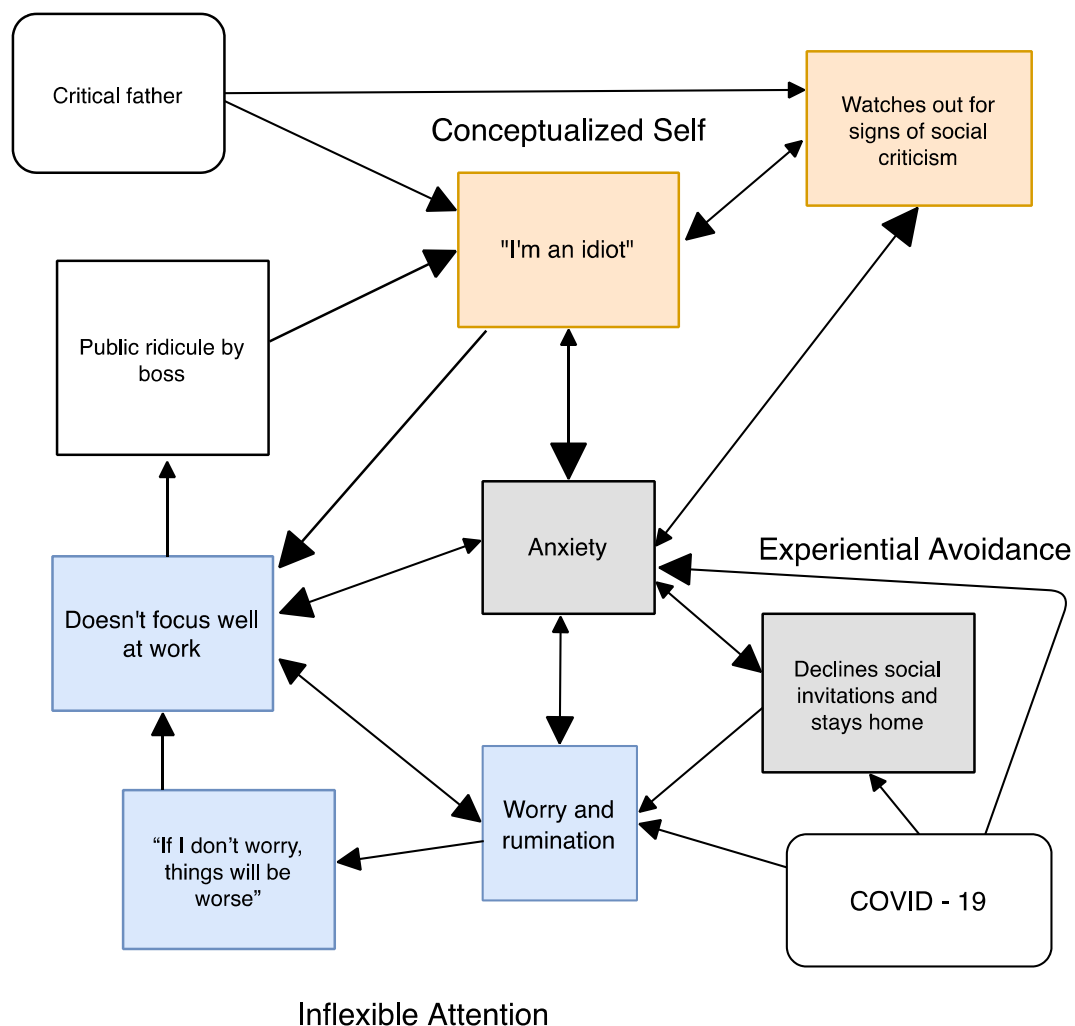 Critical father
Watches out for
signs of social
criticism
Conceptualized Self
"I'm an idiot"
Public ridicule by
boss
Anxiety
Experiential Avoidance
Doesn't focus well
at work
Declines social
invitations and
stays home
Worry and
rumination
“If I don’t worry,
things will be
worse”
COVID - 19
Inflexible Attention